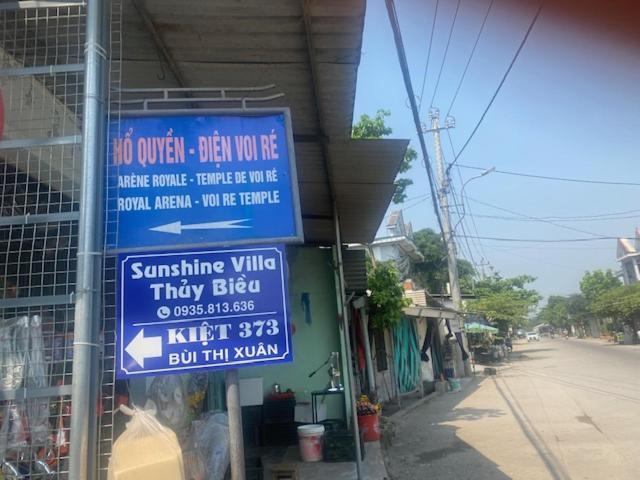 HỔ QUYỀN - ĐIỆN VOI RÉ
ARÈNE ROYALE - TEMPLE DE VOI RÉ
ROYAL ARENA - VOI RE TEMPLE
Sunshine Villa
Thủy Biều
0935.813.636
KIỆT 373
BÙI THỊ XUÂN